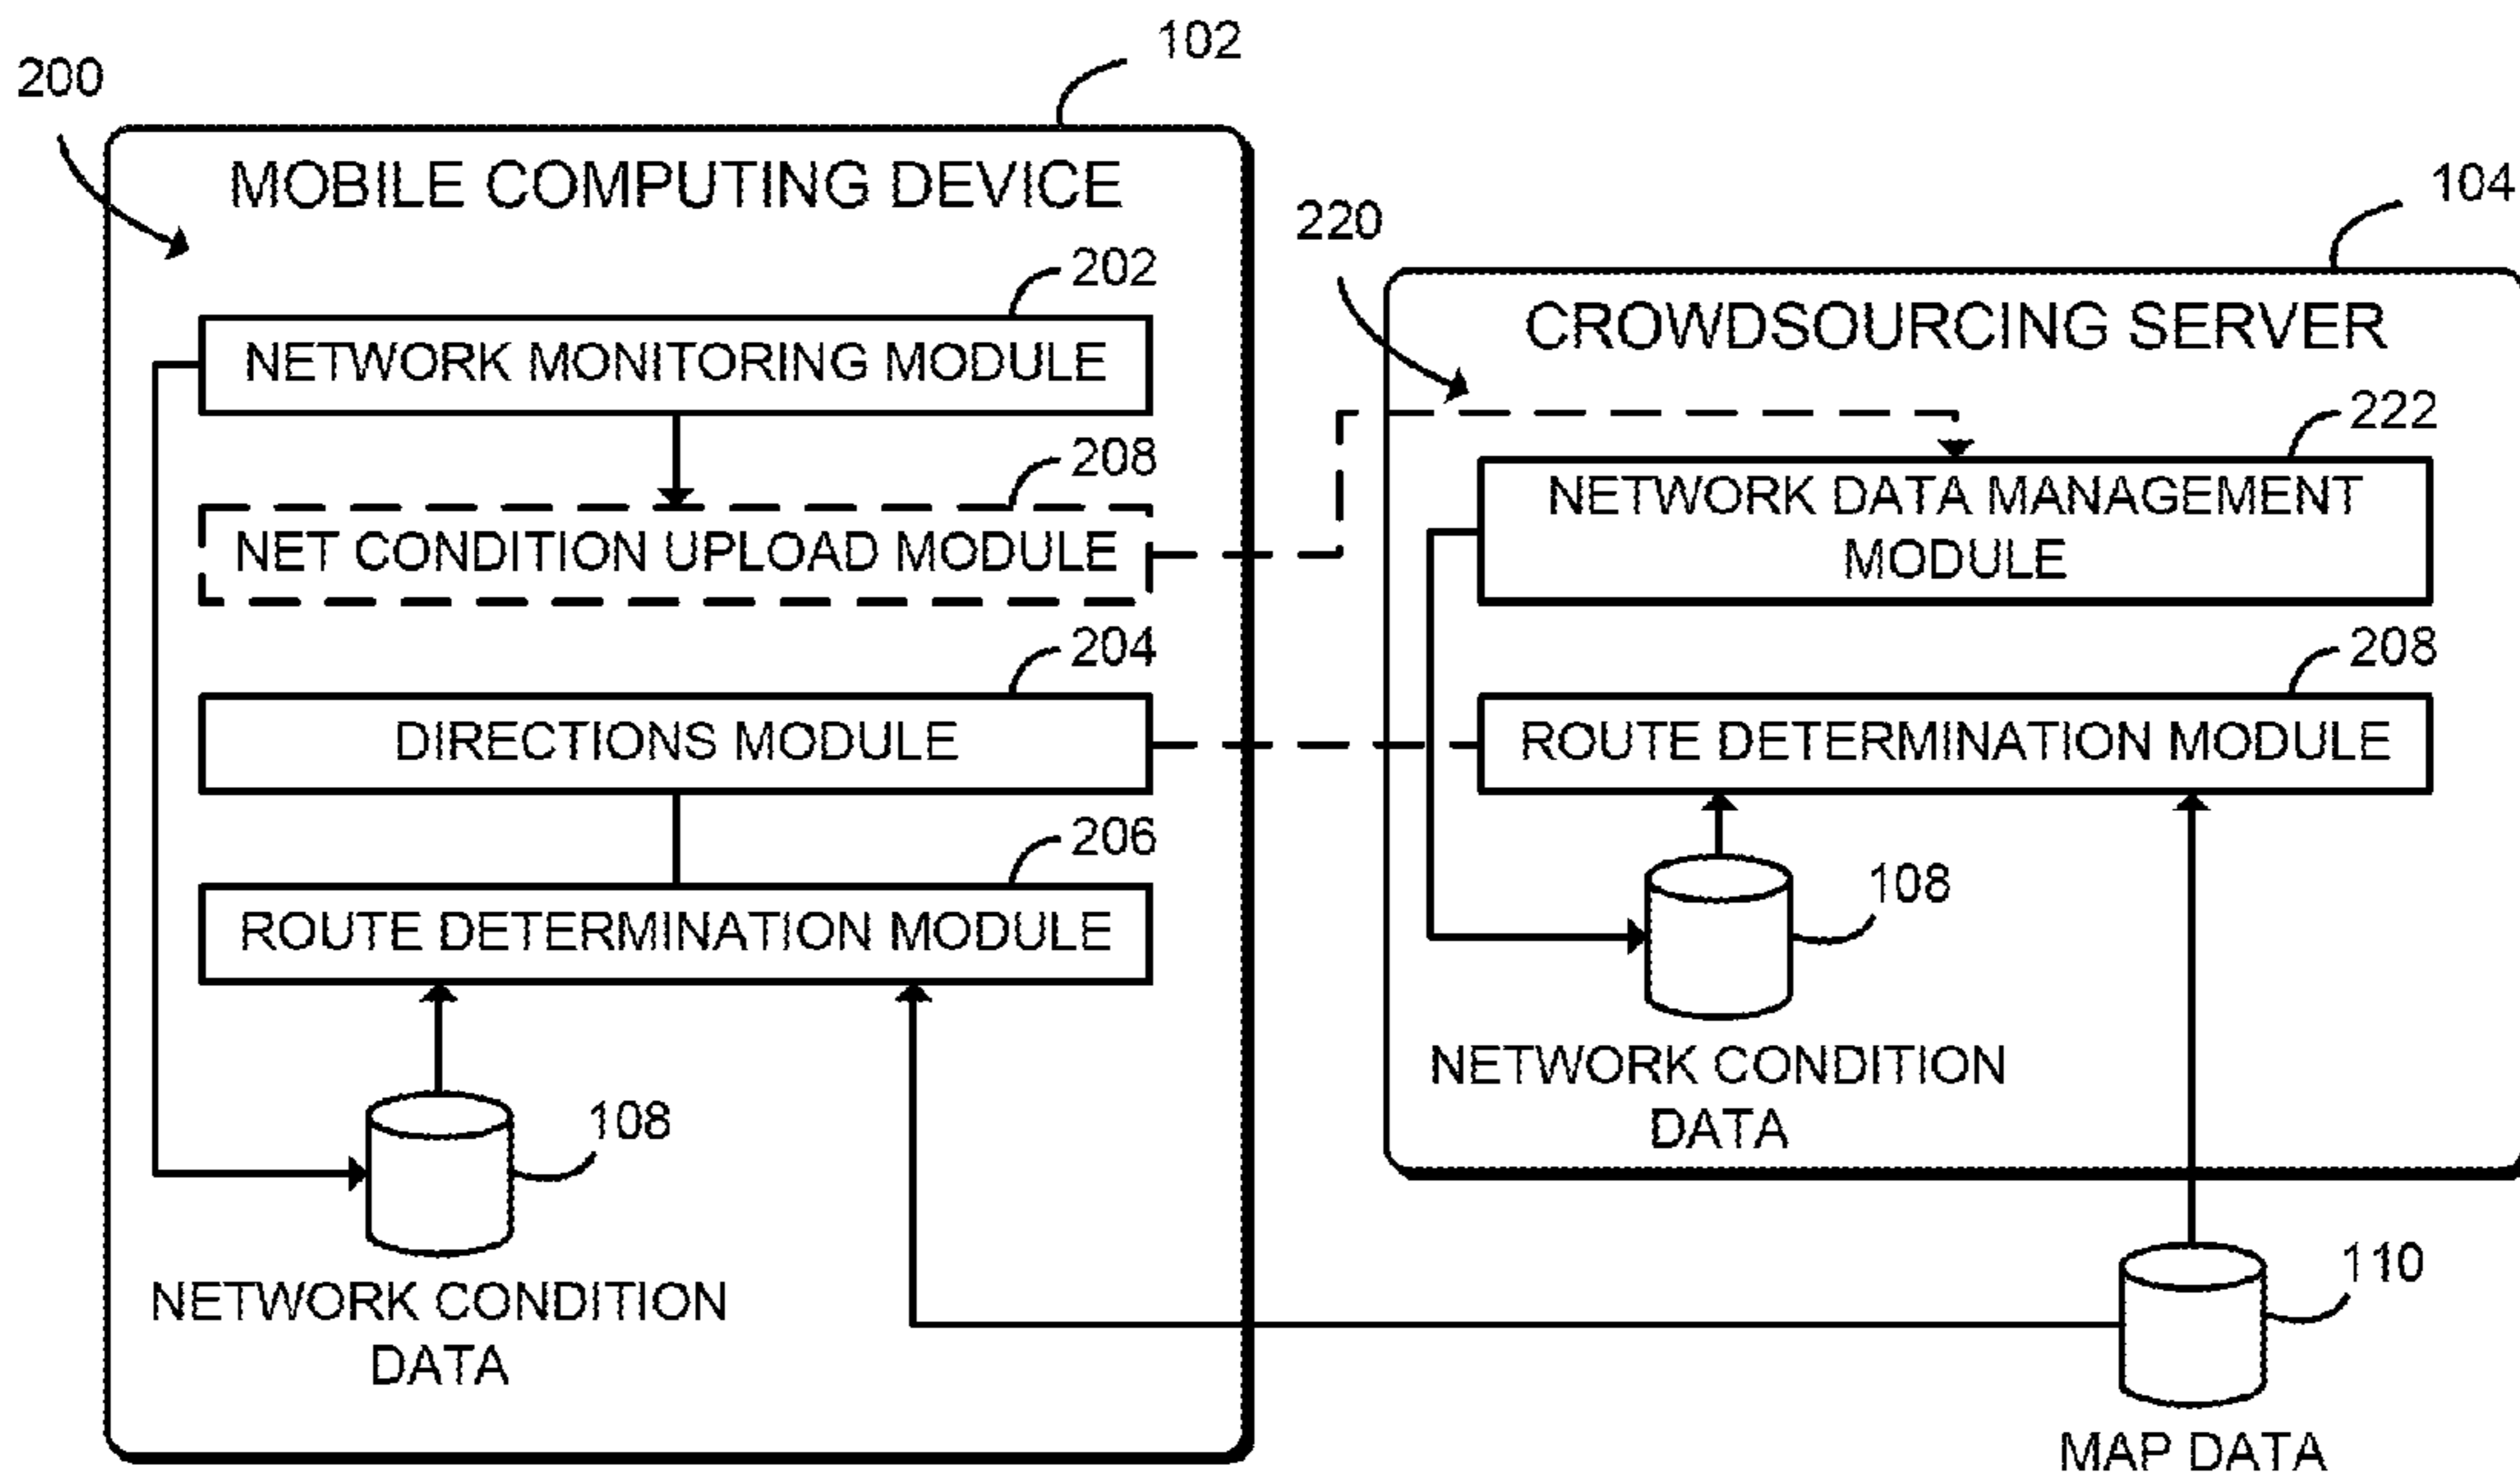 102
200
MOBILE COMPUTING DEVICE
202
NETWORK MONITORING MODULE
208
NET CONDITION UPLOAD MODULE
204
DIRECTIONS MODULE
206
ROUTE DETERMINATION MODULE
108
NETWORK CONDITION
DATA
104
220
CROWDSOURCING SERVER
222
NETWORK DATA MANAGEMENT
MODULE
208
ROUTE DETERMINATION MODULE
108
NETWORK CONDITION
DATA
110
MAP DATA